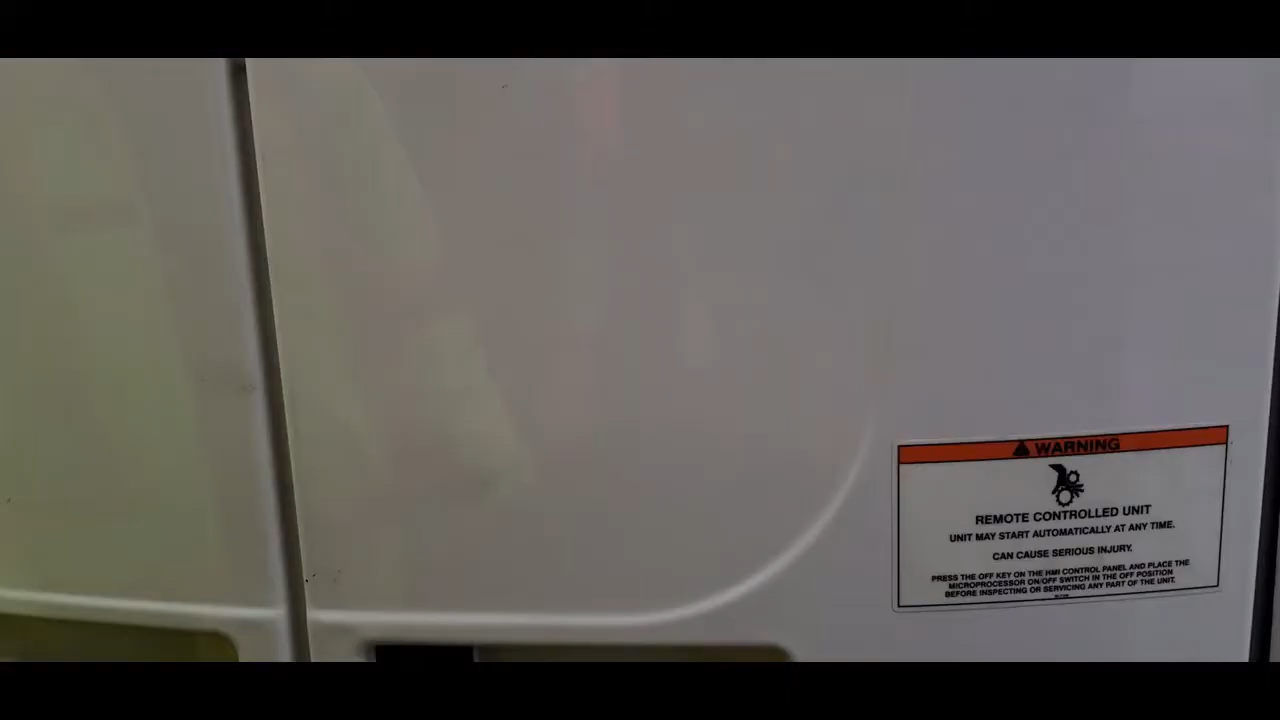 WARNING
REMOTE CONTROLLED UNIT
UNIT MAY START AUTOMATICALLY AT ANY TIME.
CAN CAUSE SERIOUS INJURY.
PRESS THE OFF KEY ON THE HMI CONTROL PANEL AND PLACE THE
MICROPROCESSOR ON/OFF SWITCH IN THE OFF POSITION
BEFORE INSPECTING OR SERVICING ANY PART OF THE UNIT.